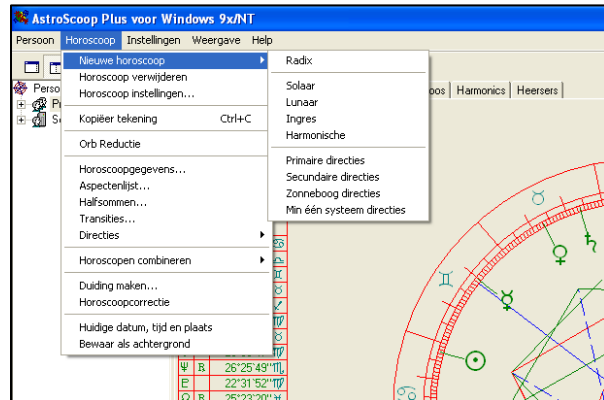 AstroScoop Plus voor Windows 9x/NT
Persoon Horoscoop Instellingen Weergave Help
Nieuwe horoscoop
Horoscoop verwijderen
Horoscoop instellingen...
Kopiëer tekening Ctrl+C
Orb Reductie
Horoscoopgegevens...
Aspectenlijst...
Halfsommen...
Transities...
Directies
Horoscopen combineren
Duiding maken...
Horoscoopcorrectie
Huidige datum, tijd en plaats
Bewaar als achtergrond
Radix
Solaar
Lunaar
Ingres
Harmonische
Primaire directies
Secundaire directies
Zonneboog directies
Min één systeem directies
Harmonics Heersers
♆ R 26°25'49"♏
22°31'52"♍
R 25°23'20"♓